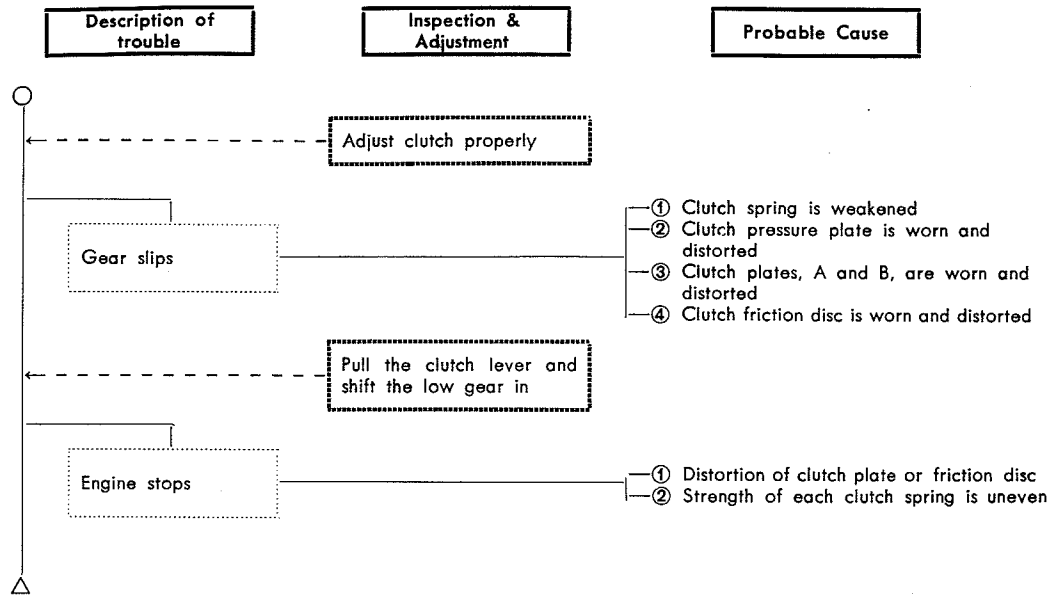 Description of
trouble
Inspection &
Adjustment
Probable Cause
Adjust clutch properly
Gear slips
① Clutch spring is weakened
② Clutch pressure plate is worn and
distorted
③ Clutch plates, A and B, are worn and
distorted
④ Clutch friction disc is worn and distorted
Pull the clutch lever and
shift the low gear in
Engine stops
① Distortion of clutch plate or friction disc
② Strength of each clutch spring is uneven